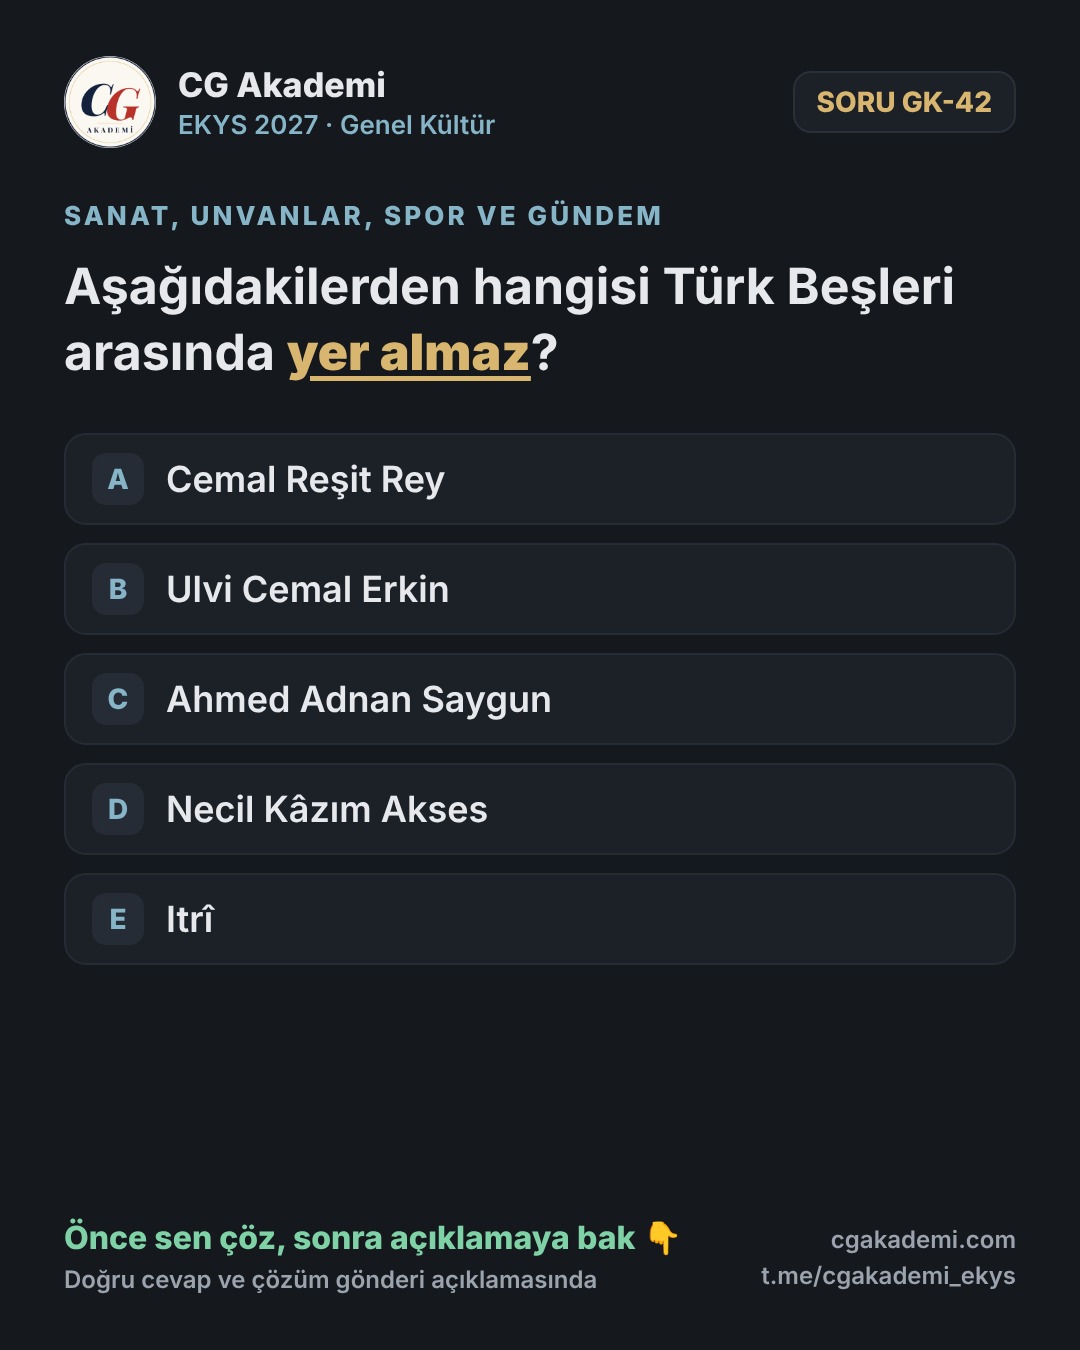 CG
AKADEMİ
CG Akademi
EKYS 2027 · Genel Kültür
SORU GK-42
SANAT, UNVANLAR, SPOR VE GÜNDEM
Aşağıdakilerden hangisi Türk Beşleri
arasında yer almaz?
A Cemal Reşit Rey
B Ulvi Cemal Erkin
C Ahmed Adnan Saygun
D Necil Kâzım Akses
E Itrî
Önce sen çöz, sonra açıklamaya bak 👇
Doğru cevap ve çözüm gönderi açıklamasında
cgakademi.com
t.me/cgakademi_ekys